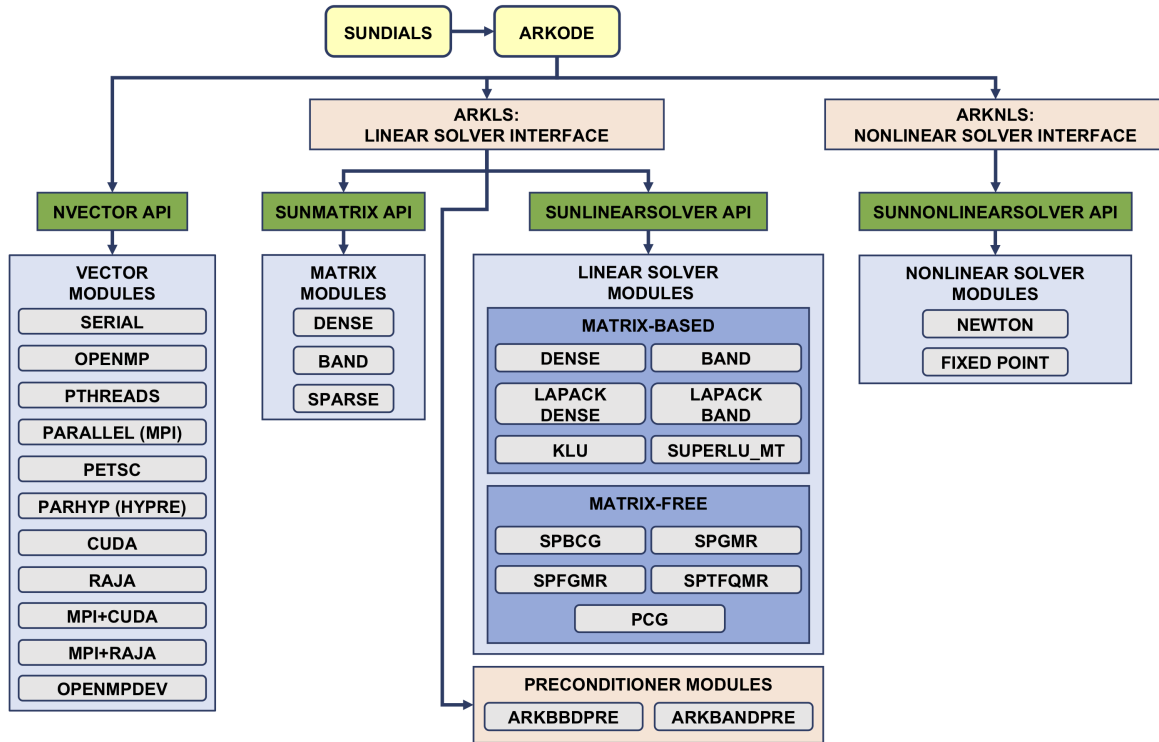 SUNDIALS
ARKODE
ARKLS:
LINEAR SOLVER INTERFACE
ARKNLS:
NONLINEAR SOLVER INTERFACE
NVECTOR API
SUNMATRIX API
SUNLINEARSOLVER API
SUNNONLINEARSOLVER API
VECTOR
MODULES
SERIAL
OPENMP
PTHREADS
PARALLEL (MPI)
PETSC
PARHYP (HYPRE)
CUDA
RAJA
MPI+CUDA
MPI+RAJA
OPENMPDEV
MATRIX
MODULES
DENSE
BAND
SPARSE
LINEAR SOLVER
MODULES
MATRIX-BASED
DENSE
BAND
LAPACK
DENSE
LAPACK
BAND
KLU
SUPERLU_MT
MATRIX-FREE
SPBCG
SPGMR
SPFGMR
SPTFQMR
PCG
PRECONDITIONER MODULES
ARKBBDPRE
ARKBANDPRE
NONLINEAR SOLVER
MODULES
NEWTON
FIXED POINT